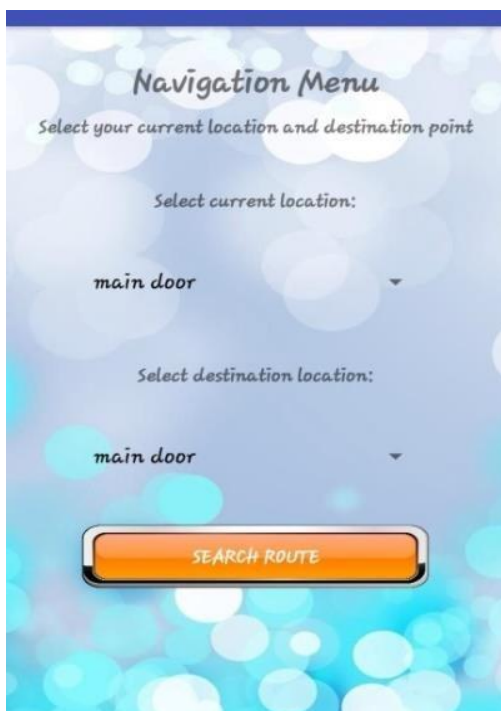 Navigation Menu
Select your current location and destination point
Select current location:
main door
Select destination location:
main door
SEARCH ROUTE